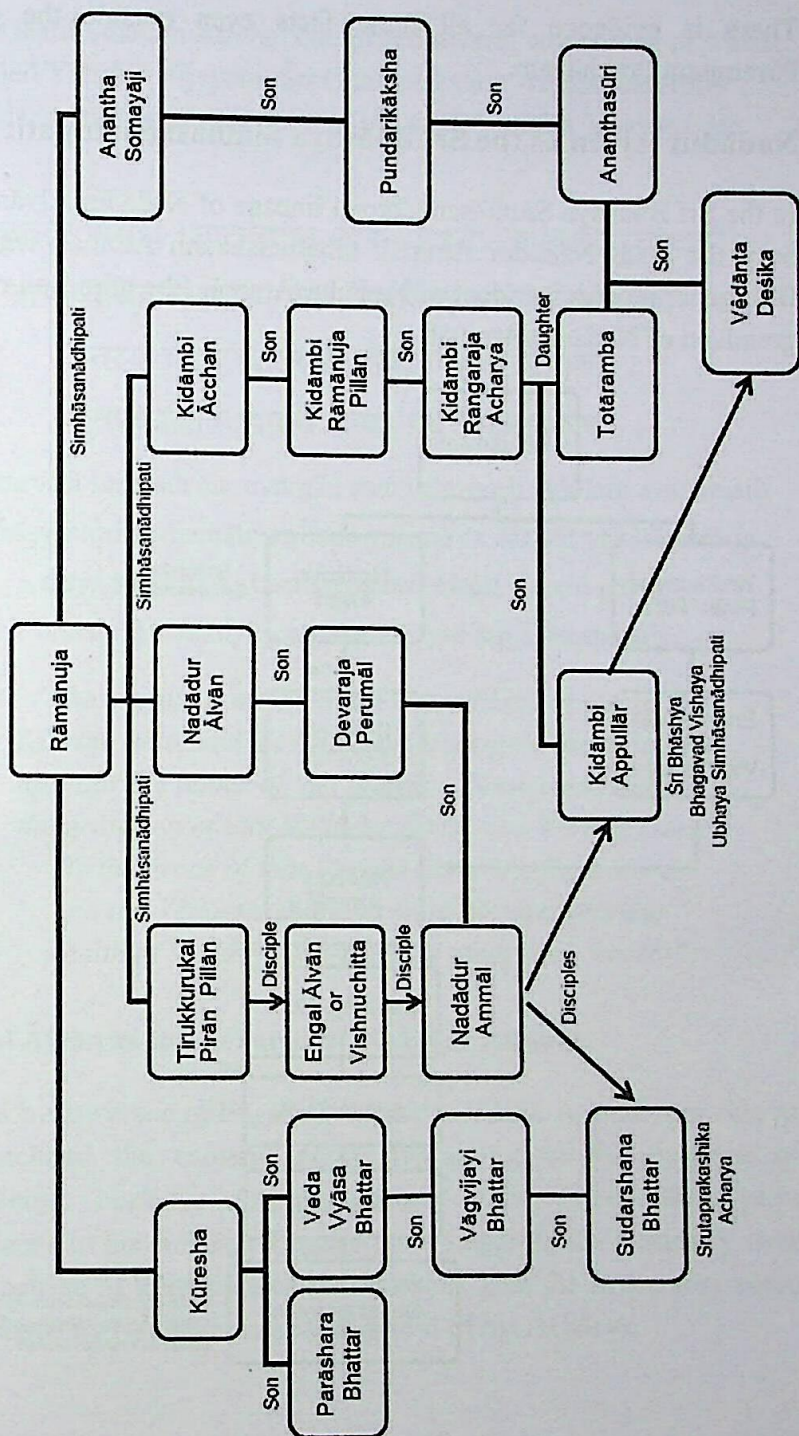 Rāmānuja
Simhāsanādhipati
Simhāsanādhipati
Simhāsanādhipati
Kūresha
Tirukkurukai
Pirān Pillān
Nadādur
Ālvān
Kidāmbi
Ācchan
Anantha
Somayāji
Son
Son
Disciple
Son
Son
Son
Parāshara
Bhattar
Veda
Vyāsa
Bhattar
Engal Ālvān
or
Vishnuchitta
Devaraja
Perumāl
Kidāmbi
Rāmānuja
Pillān
Pundarikāksha
Son
Disciple
Son
Son
Son
Vāgvijayi
Bhattar
Nadādur
Ammāl
Kidāmbi
Rangaraja
Acharya
Daughter
Son
Disciples
Son
Totāramba
Ananthasūri
Son
Sudarshana
Bhattar
Srutaprakashika
Acharya
Kidāmbi
Appullār
Śri Bhāshya
Bhagavad Vishaya
Ubhaya Simhāsanādhipati
Vēdānta
Deśika